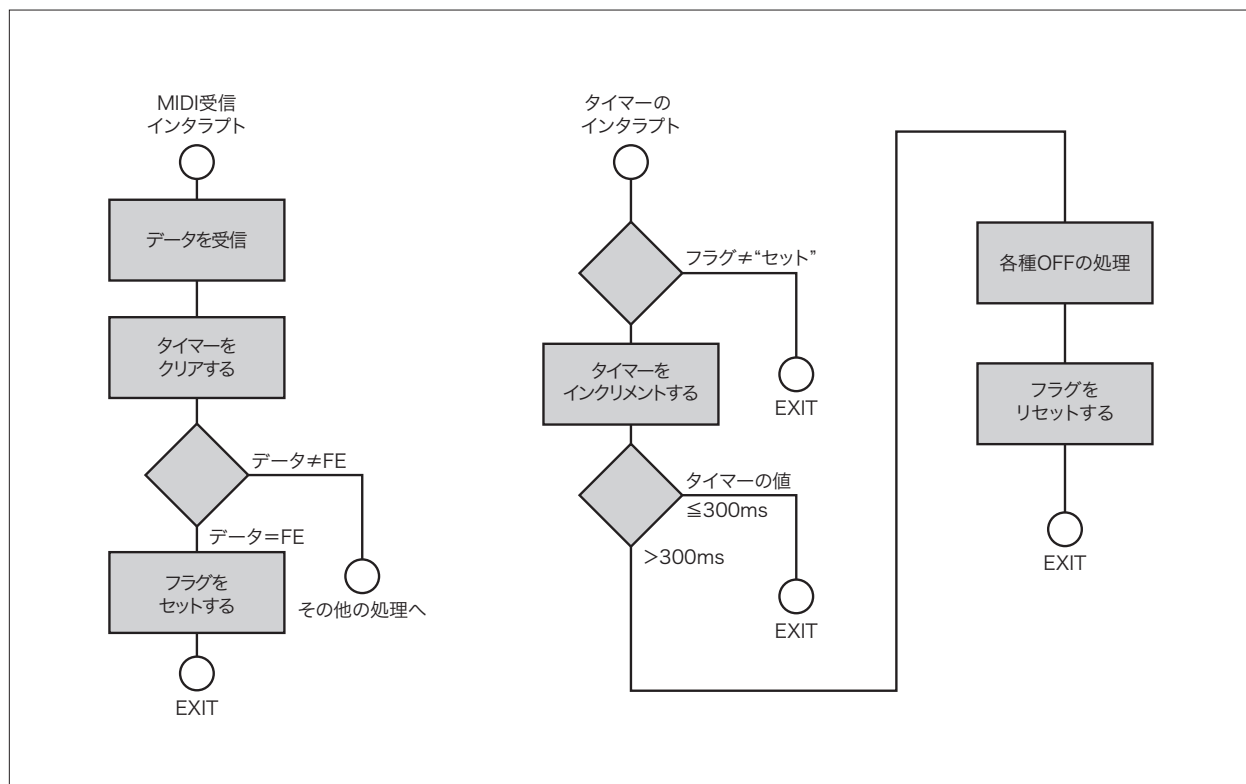 MIDI受信
インタラプト
データを受信
タイマーを
クリアする
データ≠FE
データ＝FE
フラグを
セットする
その他の処理へ
EXIT
タイマーの
インタラプト
フラグ≠“セット”
EXIT
タイマーを
インクリメントする
タイマーの値
≦300ms
＞300ms
EXIT
各種OFFの処理
フラグを
リセットする
EXIT